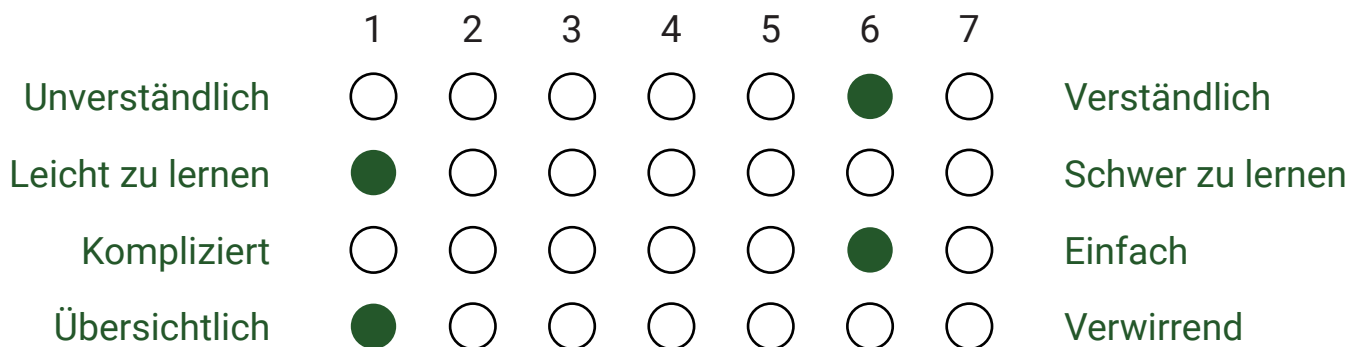 1 2 3 4 5 6 7
Unverständlich Verständlich
Leicht zu lernen Schwer zu lernen
Kompliziert Einfach
Übersichtlich Verwirrend